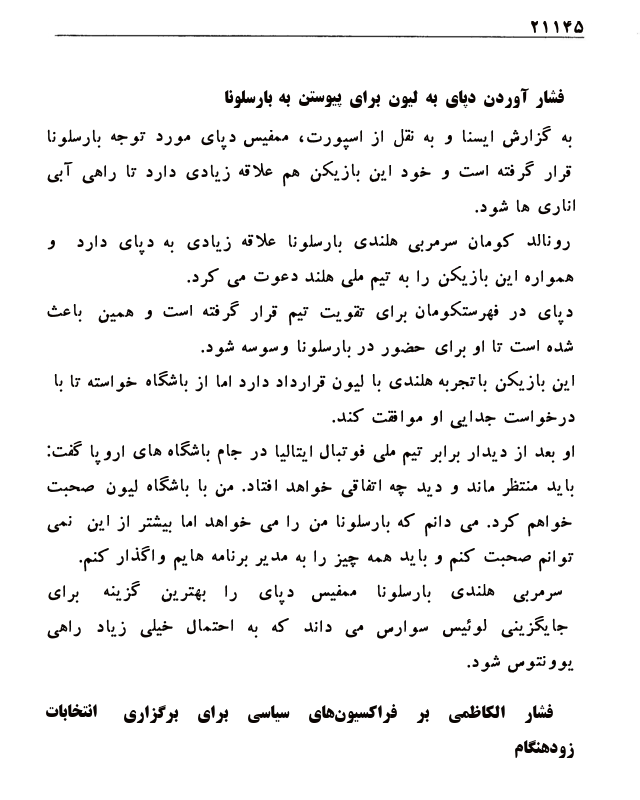 ۲۱۱۴۵
فشار آوردن دپای به لیون برای پیوستن به بارسلونا
به گزارش ایسنا و به نقل از اسپورت، ممفیس دپای مورد توجه بارسلونا
قرار گرفته است و خود این بازیکن هم علاقه زیادی دارد تا راهی آبی
اناری ها شود.
رونالد کومان سرمربی هلندی بارسلونا علاقه زیادی به دپای دارد و
همواره این بازیکن را به تیم ملی هلند دعوت می کرد.
دپای در فهرستکومان برای تقویت تیم قرار گرفته است و همین باعث
شده است تا او برای حضور در بارسلونا وسوسه شود.
این بازیکن باتجربه هلندی با لیون قرارداد دارد اما از باشگاه خواسته تا با
درخواست جدایی او موافقت کند.
او بعد از دیدار برابر تیم ملی فوتبال ایتالیا در جام باشگاه های اروپا گفت:
باید منتظر ماند و دید چه اتفاقی خواهد افتاد. من با باشگاه لیون صحبت
خواهم کرد. می دانم که بارسلونا من را می خواهد اما بیشتر از این نمی
توانم صحبت کنم و باید همه چیز را به مدیر برنامه هایم واگذار کنم.
سرمربی هلندی بارسلونا ممفیس دپای را بهترین گزینه برای
جایگزینی لوئیس سوارس می داند که به احتمال خیلی زیاد راهی
یوونتوس شود.
فشار الکاظمی بر فراکسیون‌های سیاسی برای برگزاری انتخابات
زودهنگام